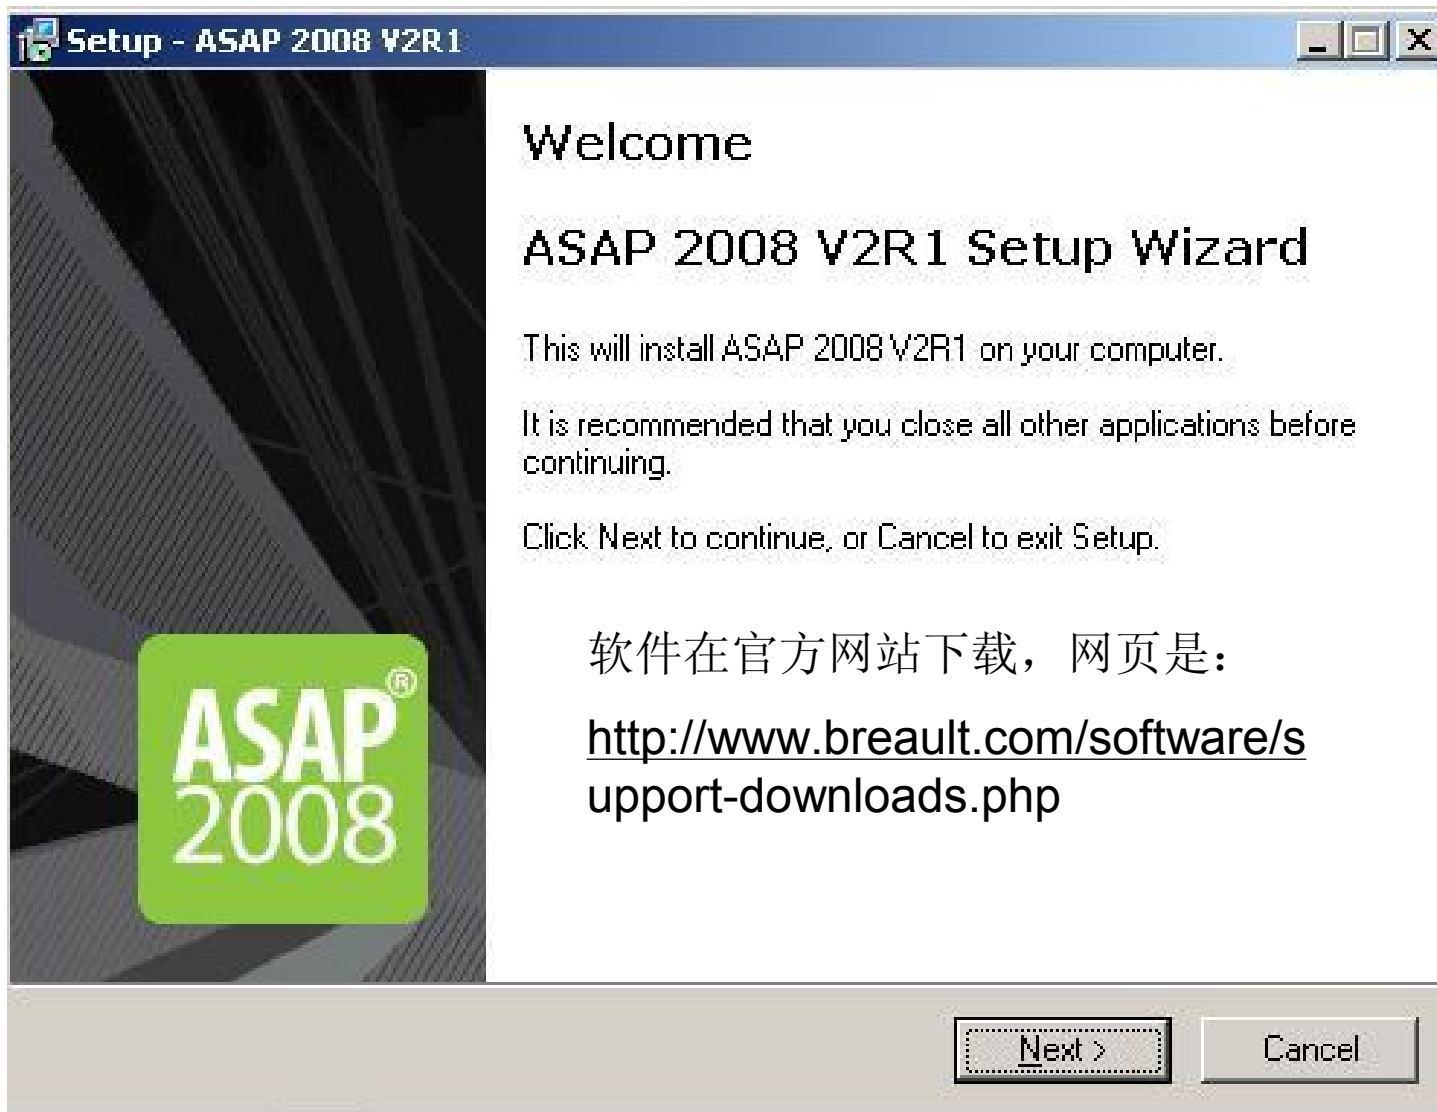 Setup - ASAP 2008 V2R1
Welcome
ASAP 2008 V2R1 Setup Wizard
This will install ASAP 2008 V2R1 on your computer.
It is recommended that you close all other applications before
continuing.
Click Next to continue, or Cancel to exit Setup.
软件在官方网站下载，网页是：
http://www.breault.com/software/s
upport-downloads.php
ASAP®
2008
Next >
Cancel